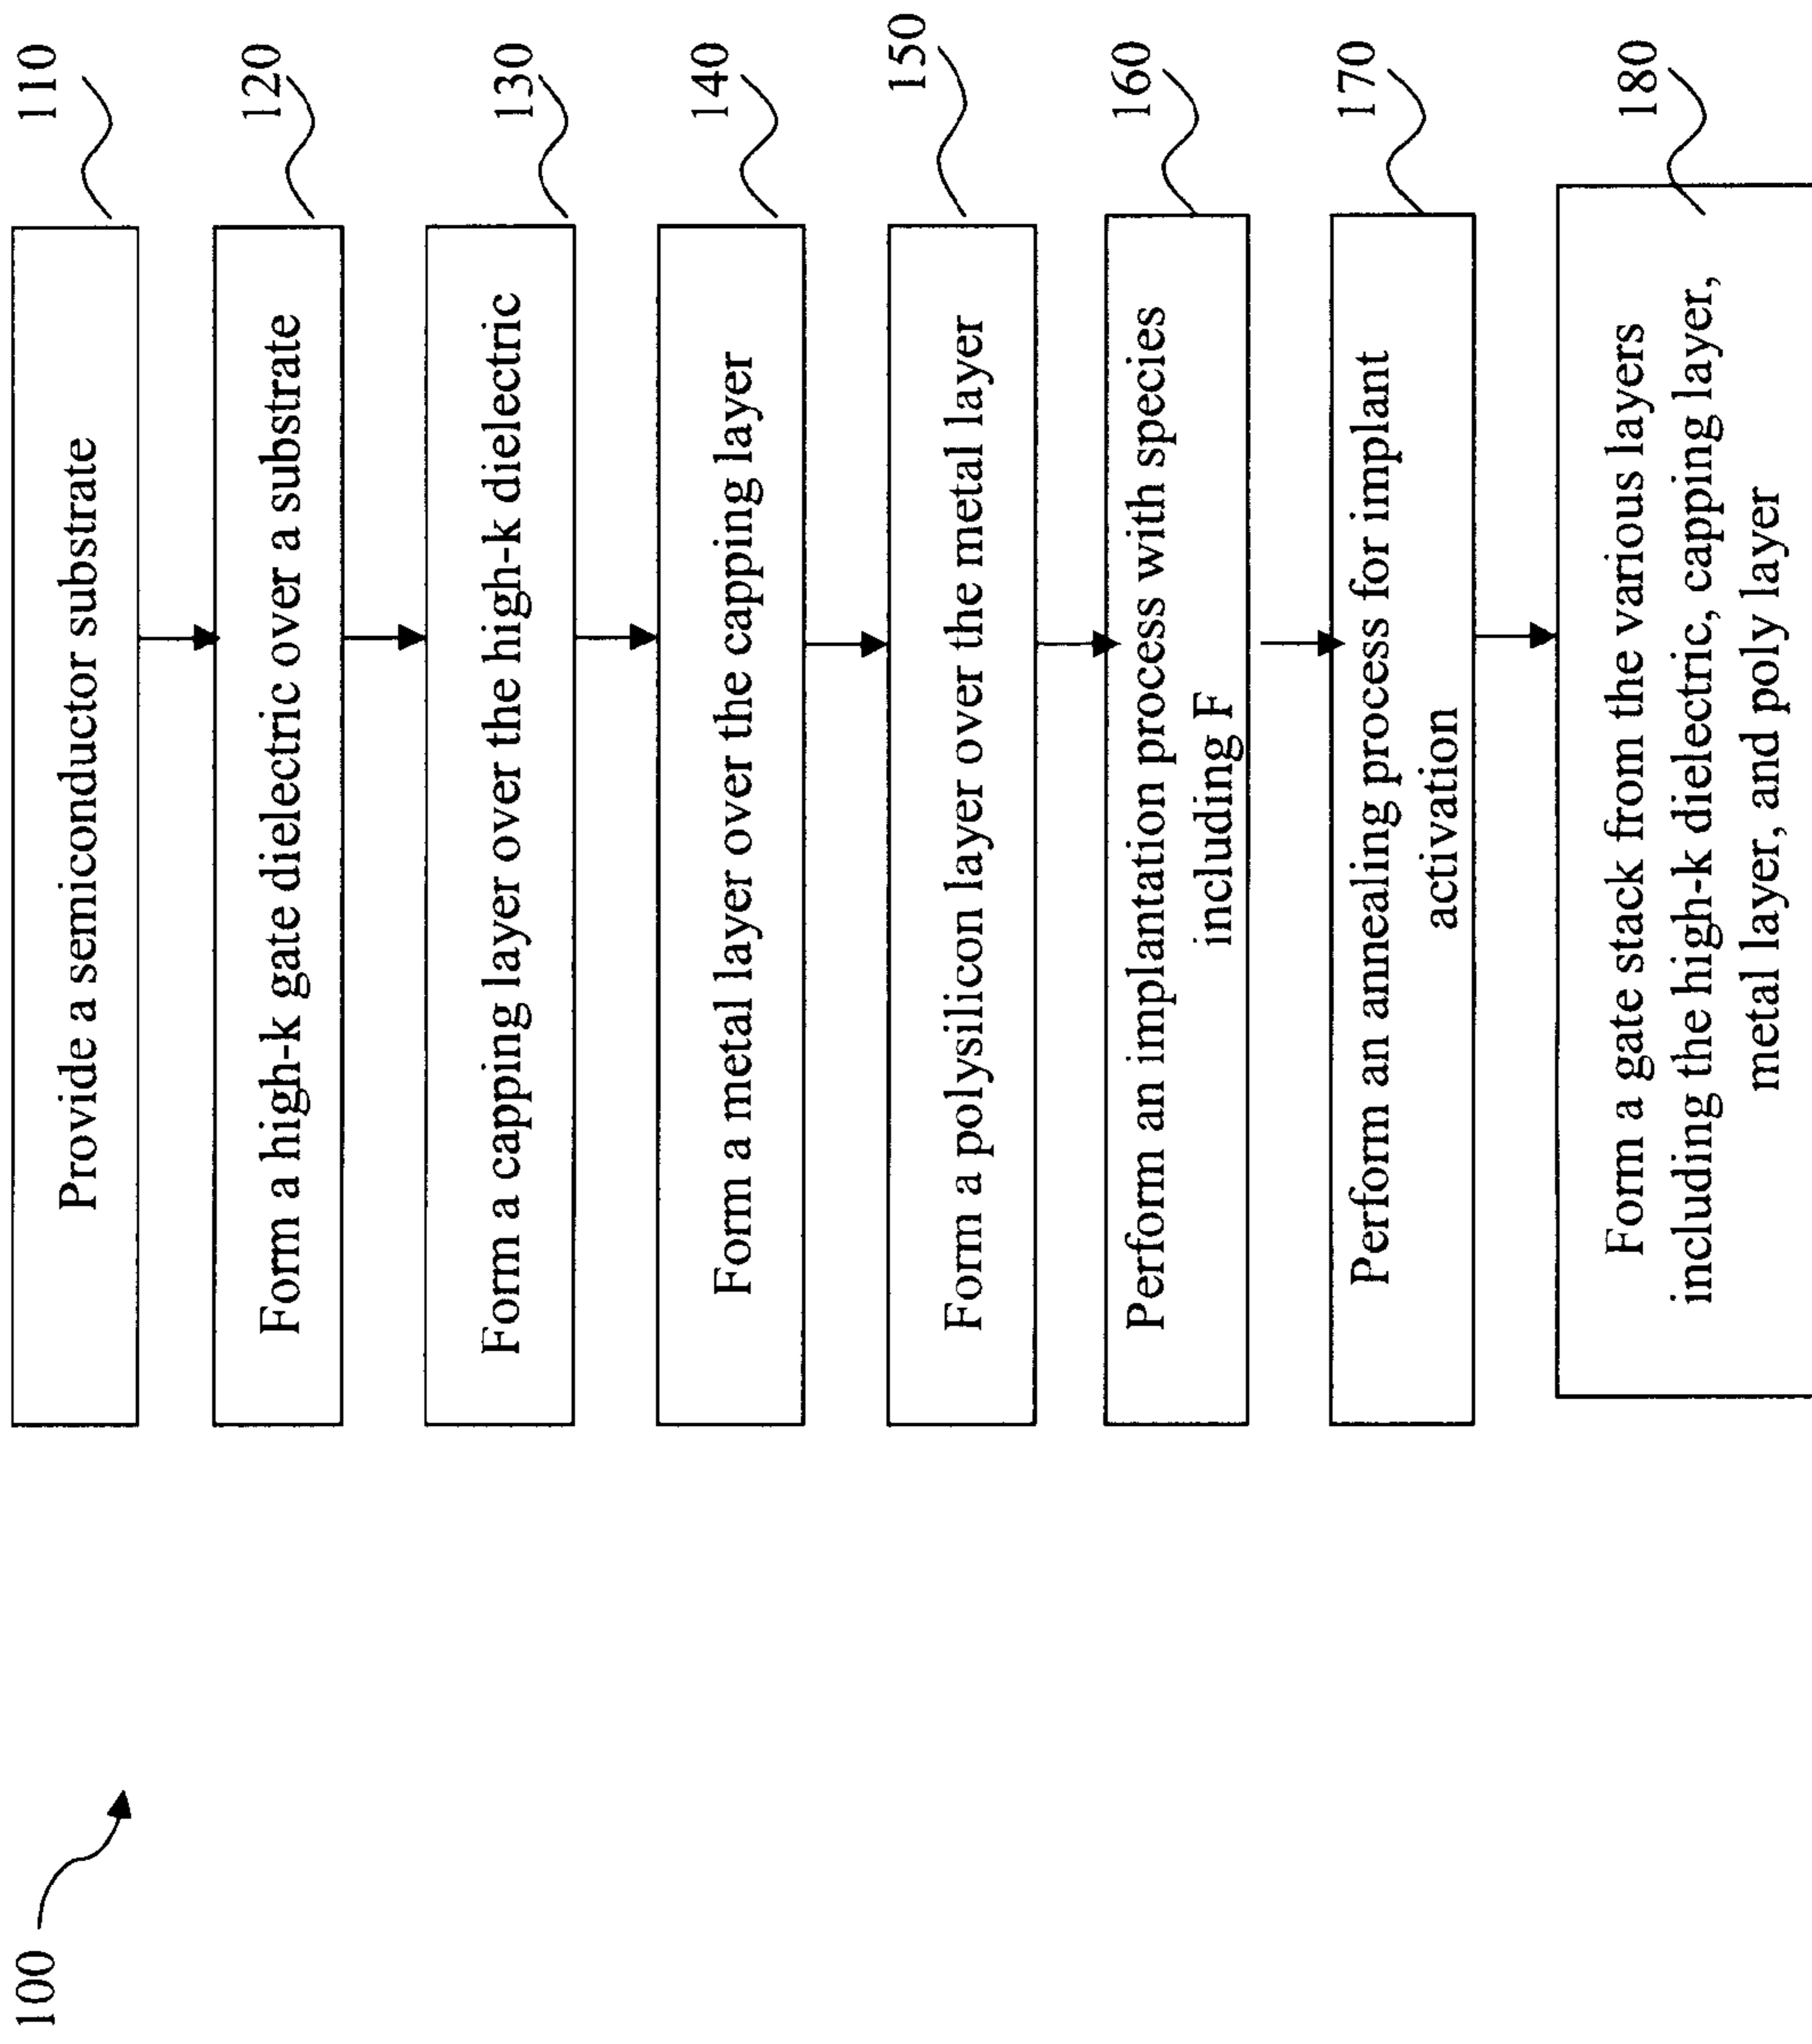 100
Provide a semiconductor substrate
110
Form a high-k gate dielectric over a substrate
120
Form a capping layer over the high-k dielectric
130
Form a metal layer over the capping layer
140
Form a polysilicon layer over the metal layer
150
Perform an implantation process with species
including F
160
Perform an annealing process for implant
activation
170
Form a gate stack from the various layers
including the high-k dielectric, capping layer,
metal layer, and poly layer
180